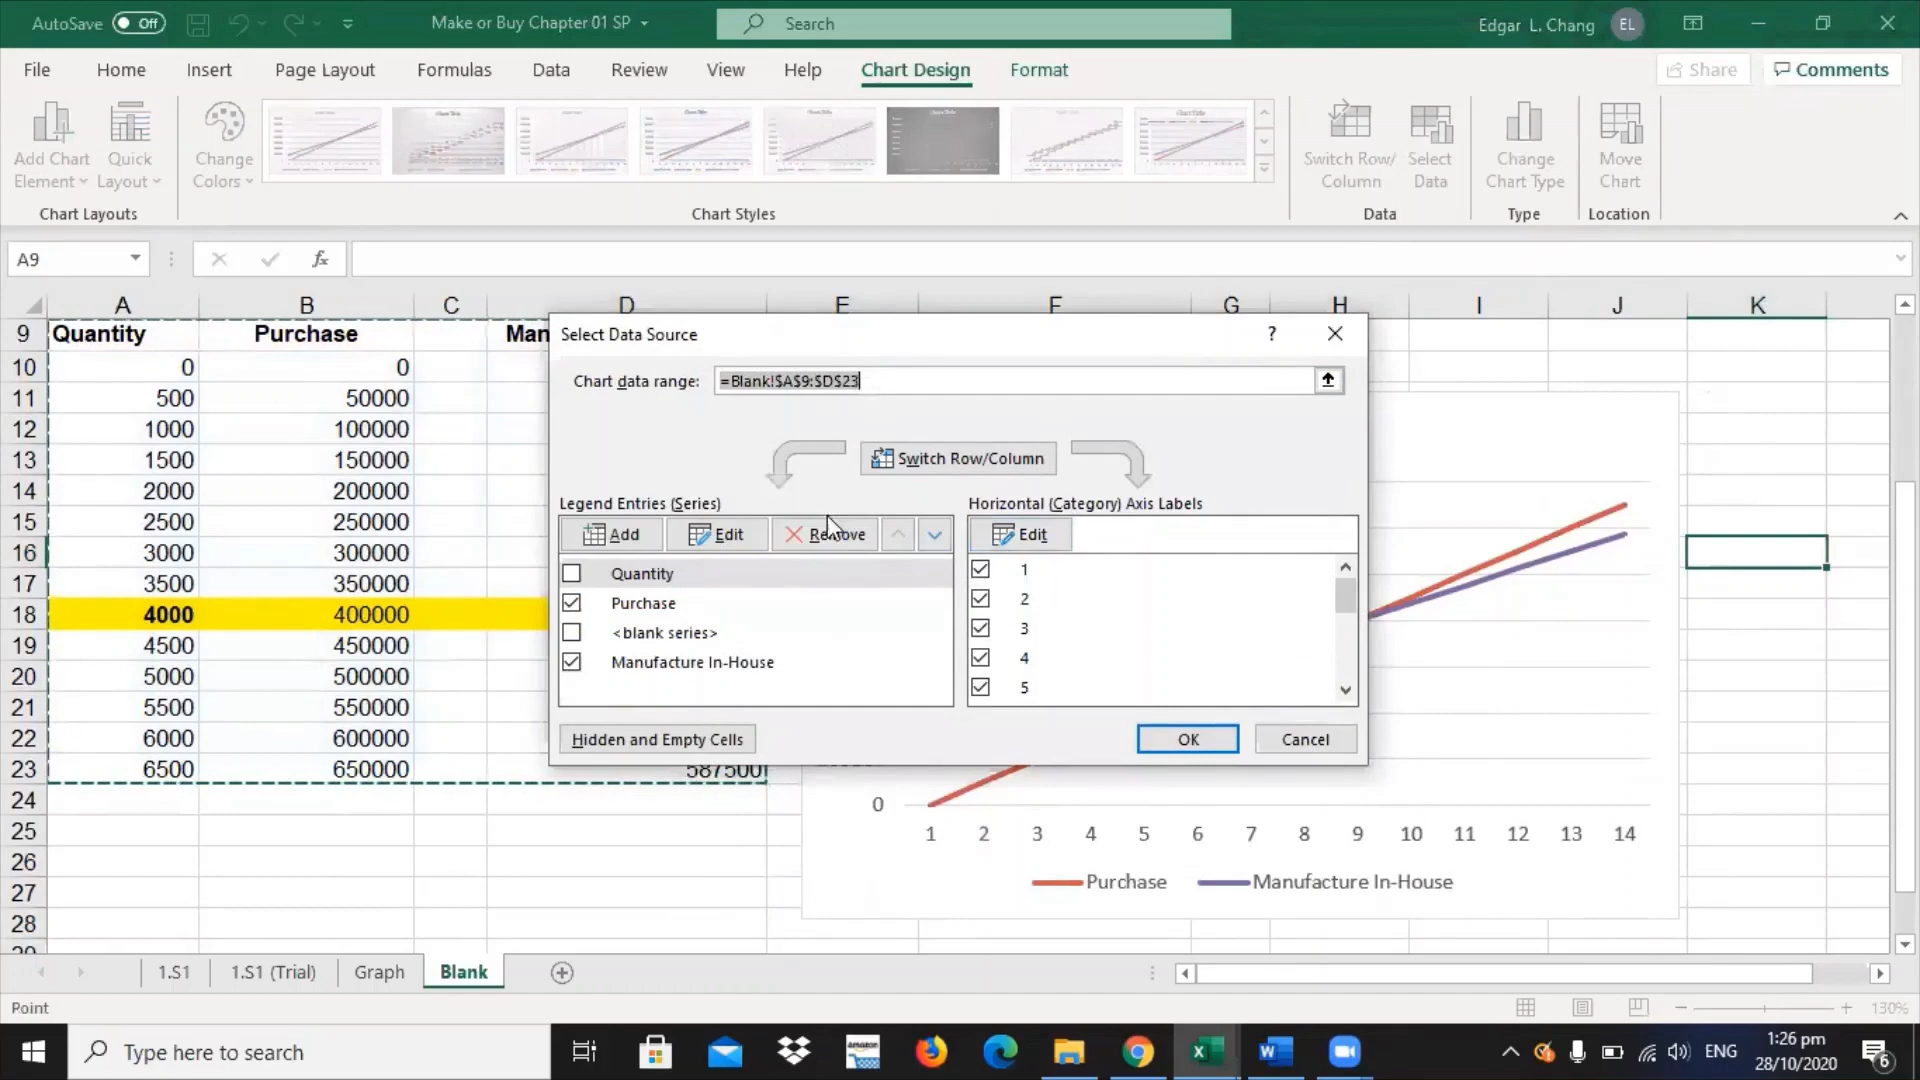 AutoSave Off Make or Buy Chapter 01 SP Search Edgar L. Chang EL
File Home Insert Page Layout Formulas Data Review View Help Chart Design Format Share Comments
Add Chart Element
Quick Layout
Change Colors
Switch Row/ Column
Select Data
Change Chart Type
Move Chart
Chart Layouts Chart Styles Data Type Location
A9 fx
A B C D E F G H I J K
9 Quantity Purchase Man
10 0 0
11 500 50000
12 1000 100000
13 1500 150000
14 2000 200000
15 2500 250000
16 3000 300000
17 3500 350000
18 4000 400000
19 4500 450000
20 5000 500000
21 5500 550000
22 6000 600000
23 6500 650000 587500
24
25
26
27
28
Select Data Source ?
Chart data range: =Blank!$A$9:$D$23
Switch Row/Column
Legend Entries (Series)
Add Edit Remove
Quantity
Purchase
<blank series>
Manufacture In-House
Horizontal (Category) Axis Labels
Edit
1
2
3
4
5
Hidden and Empty Cells OK Cancel
0
1 2 3 4 5 6 7 8 9 10 11 12 13 14
Purchase Manufacture In-House
1.S1 1.S1 (Trial) Graph Blank
Point 130%
Type here to search amazon ENG 1:26 pm
28/10/2020 6